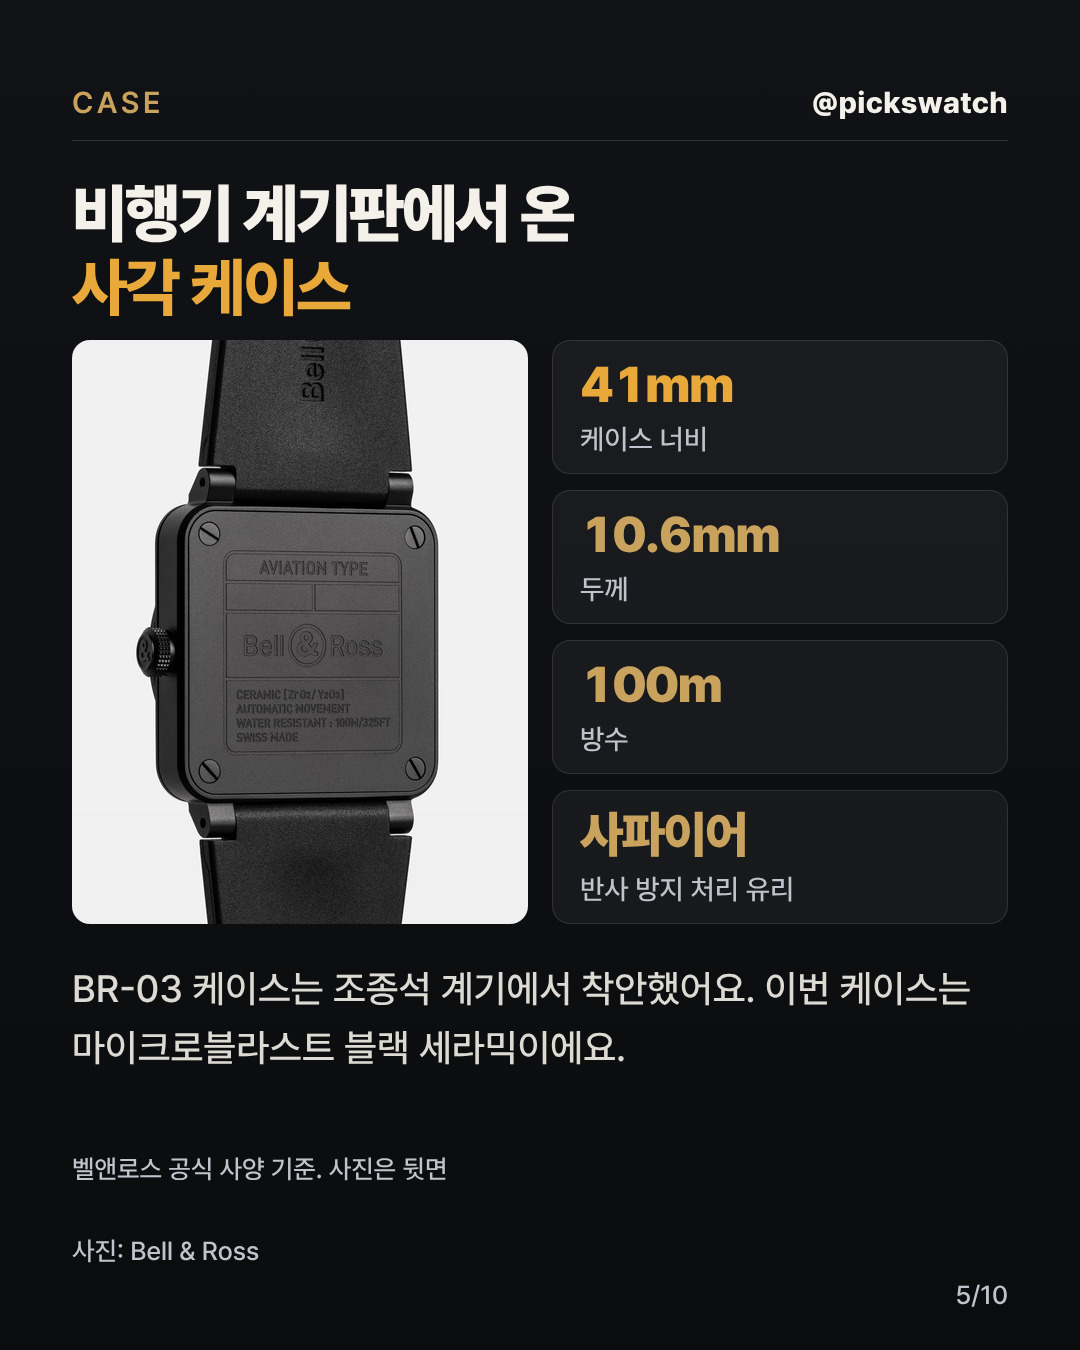 CASE
@pickswatch
비행기 계기판에서 온
사각 케이스
Bell
AVIATION TYPE
Bell & Ross
CERAMIC [ZrO2/Y2O3]
AUTOMATIC MOVEMENT
WATER RESISTANT : 100M/325FT
SWISS MADE
41mm
케이스 너비
10.6mm
두께
100m
방수
사파이어
반사 방지 처리 유리
BR-03 케이스는 조종석 계기에서 착안했어요. 이번 케이스는
마이크로블라스트 블랙 세라믹이에요.
벨앤로스 공식 사양 기준. 사진은 뒷면
사진: Bell & Ross
5/10